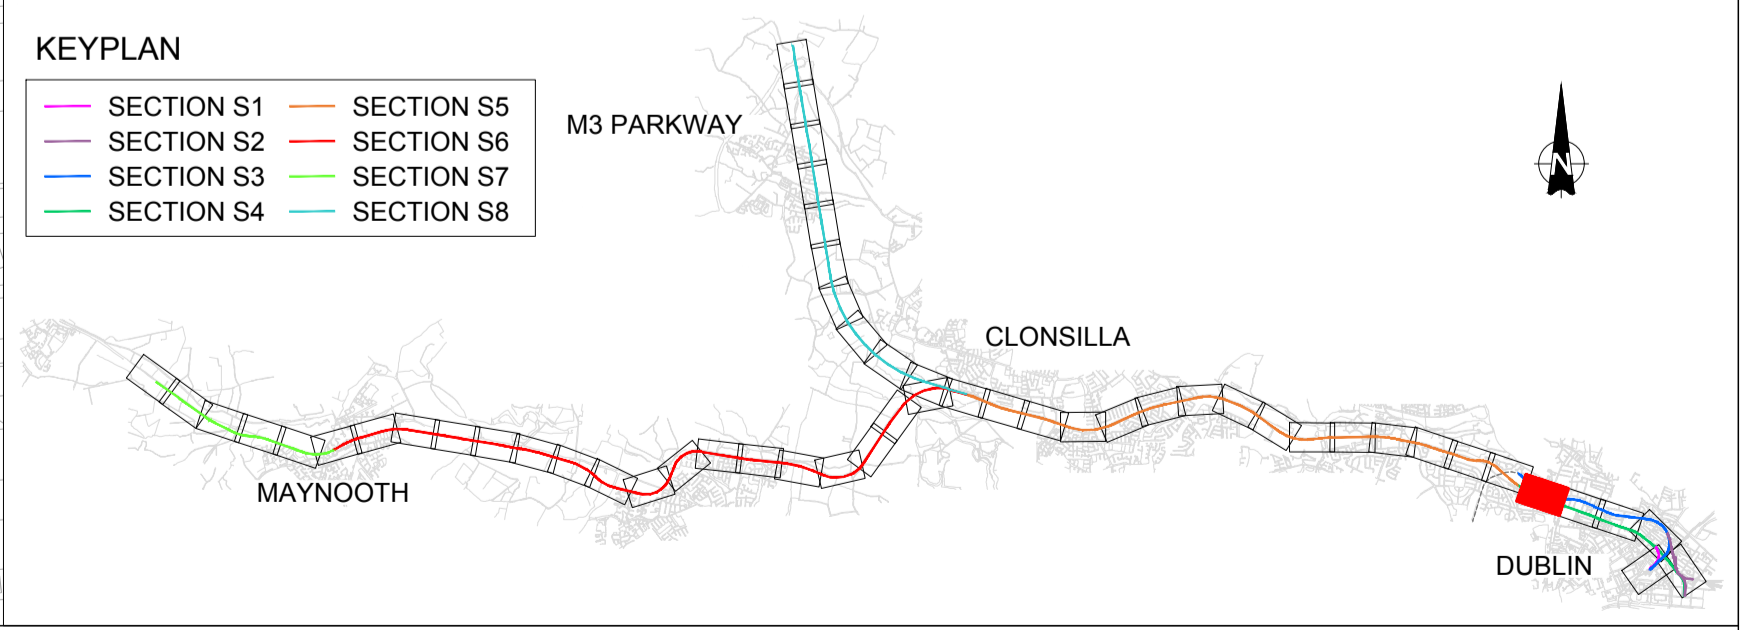 KEYPLAN
SECTION S1 SECTION S5
SECTION S2 SECTION S6
SECTION S3 SECTION S7
SECTION S4 SECTION S8
M3 PARKWAY
N
CLONSILLA
MAYNOOTH
DUBLIN